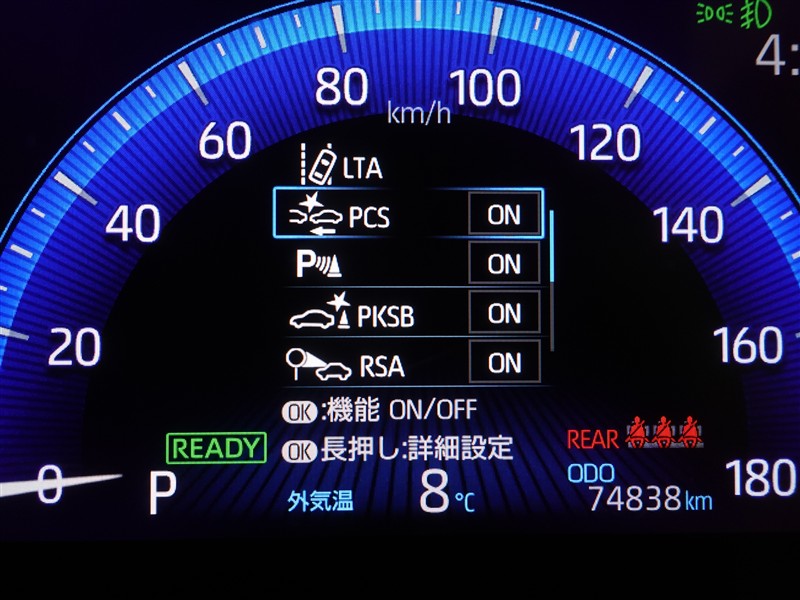 4:
80
100
km/h
60
120
LTA
40
PCS ON
140
P ON
PKSB ON
20
160
RSA ON
OK:機能 ON/OFF
READY
OK長押し:詳細設定
REAR
0
P
外気温 8℃
ODO
74838km
180